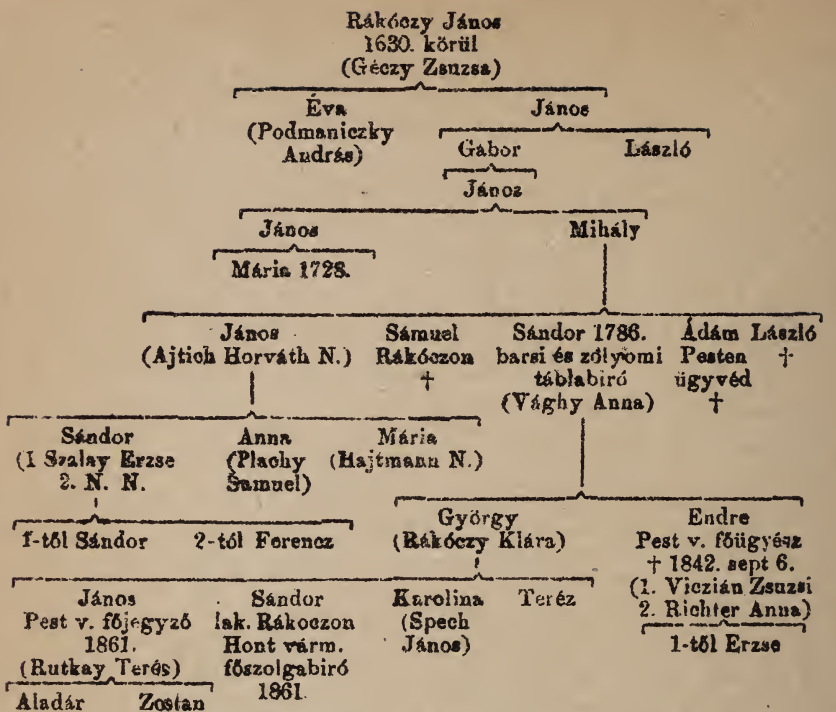 Rákóczy János
1630. körül
(Géczy Zsuzsa)
Éva
(Podmaniczky
András)
János
Gábor László
János
János Mihály
Mária 1728.
János
(Ajtich Horváth N.)
Sámuel
Rákóczon
†
Sándor 1786.
barsi és zólyomi
táblabiró
(Vághy Anna)
Ádám
Pesten
ügyvéd
†
László
†
Sándor
(1 Szalay Erzse
2. N. N.
Anna
(Plachy
Samuel)
Mária
(Hajtmann N.)
1-től Sándor 2-tól Ferencz
György
(Rákóczy Klára)
Endre
Pest v. főügyész
† 1842. sept 6.
(1. Viczián Zsuzsi
2. Richter Anna)
1-től Erzse
János
Pest v. főjegyző
1861.
(Rutkay Terés)
Sándor
lak. Rákoczon
Hont várm.
főszolgabiró
1861.
Karolina
(Spech
János)
Teréz
Aladár Zostan